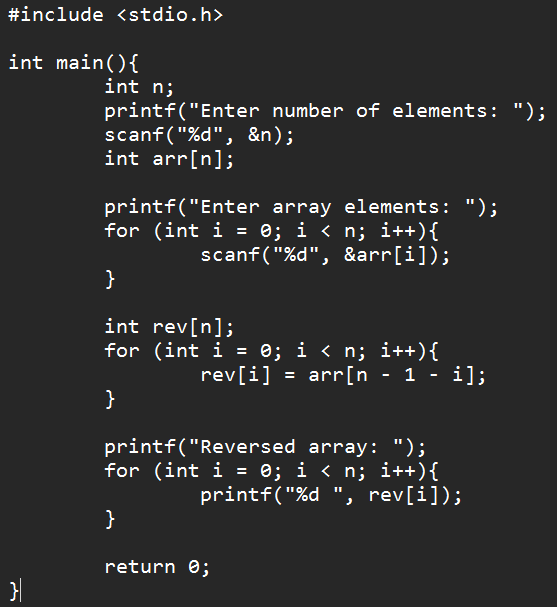 #include <stdio.h>

int main(){
        int n;
        printf("Enter number of elements: ");
        scanf("%d", &n);
        int arr[n];

        printf("Enter array elements: ");
        for (int i = 0; i < n; i++){
                scanf("%d", &arr[i]);
        }

        int rev[n];
        for (int i = 0; i < n; i++){
                rev[i] = arr[n - 1 - i];
        }

        printf("Reversed array: ");
        for (int i = 0; i < n; i++){
                printf("%d ", rev[i]);
        }

        return 0;
}